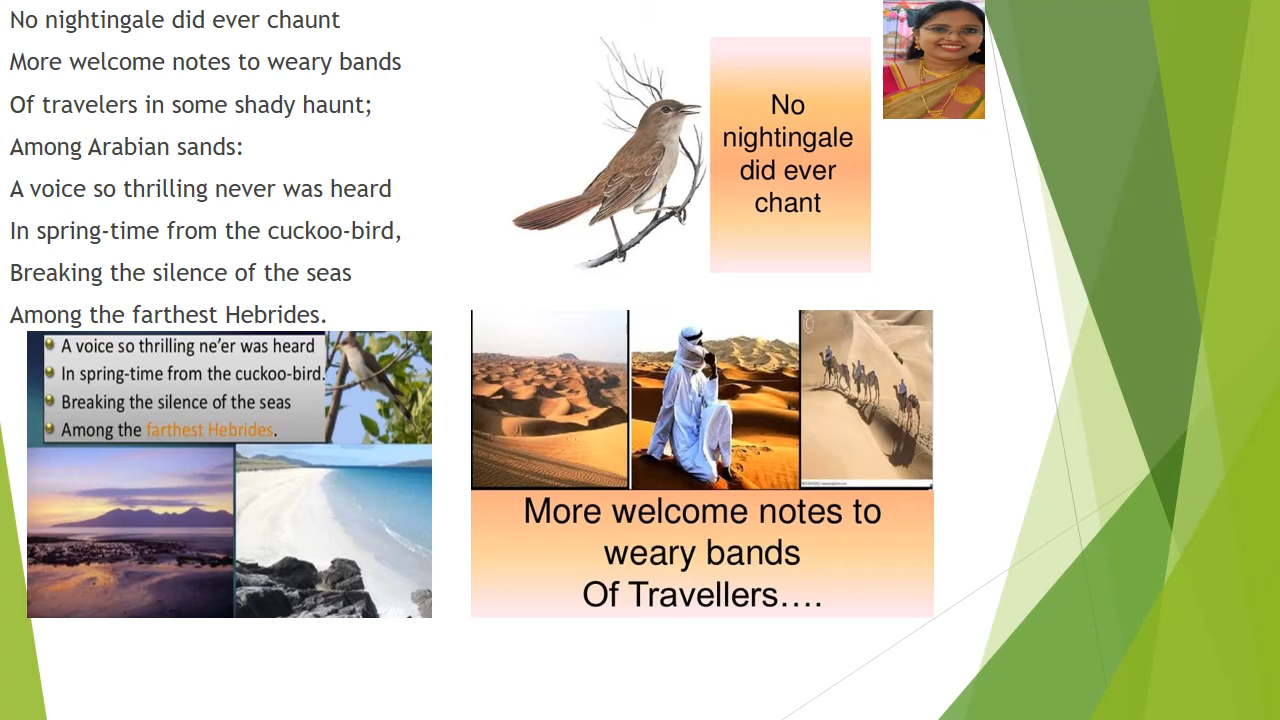 No nightingale did ever chaunt
More welcome notes to weary bands
Of travelers in some shady haunt;
Among Arabian sands:
A voice so thrilling never was heard
In spring-time from the cuckoo-bird,
Breaking the silence of the seas
Among the farthest Hebrides.
A voice so thrilling ne’er was heard
In spring-time from the cuckoo-bird.
Breaking the silence of the seas
Among the farthest Hebrides.
No
nightingale
did ever
chant
More welcome notes to
weary bands
Of Travellers….